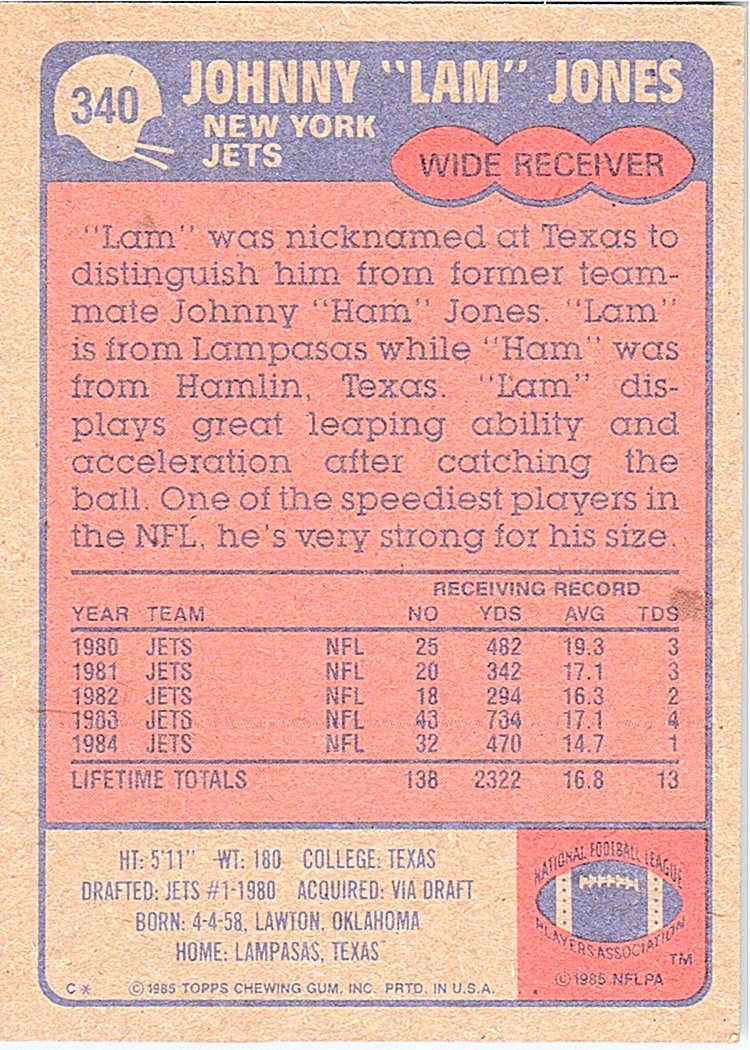 340
JOHNNY "LAM" JONES
NEW YORK
JETS
WIDE RECEIVER
"Lam" was nicknamed at Texas to
distinguish him from former team-
mate Johnny "Ham" Jones. "Lam"
is from Lampasas while "Ham" was
from Hamlin, Texas. "Lam" dis-
plays great leaping ability and
acceleration after catching the
ball. One of the speediest players in
the NFL, he's very strong for his size.
RECEIVING RECORD
YEAR TEAM NO YDS AVG TDS
1980 JETS NFL 25 482 19.3 3
1981 JETS NFL 20 342 17.1 3
1982 JETS NFL 18 294 16.3 2
1983 JETS NFL 43 734 17.1 4
1984 JETS NFL 32 470 14.7 1
LIFETIME TOTALS 138 2322 16.8 13
HT: 5'11" WT: 180 COLLEGE: TEXAS
DRAFTED: JETS #1-1980 ACQUIRED: VIA DRAFT
BORN: 4-4-58, LAWTON, OKLAHOMA
HOME: LAMPASAS, TEXAS
C* © 1985 TOPPS CHEWING GUM, INC. PRTD. IN U.S.A.
NATIONAL FOOTBALL LEAGUE
PLAYERS ASSOCIATION
TM
© 1985 NFLPA